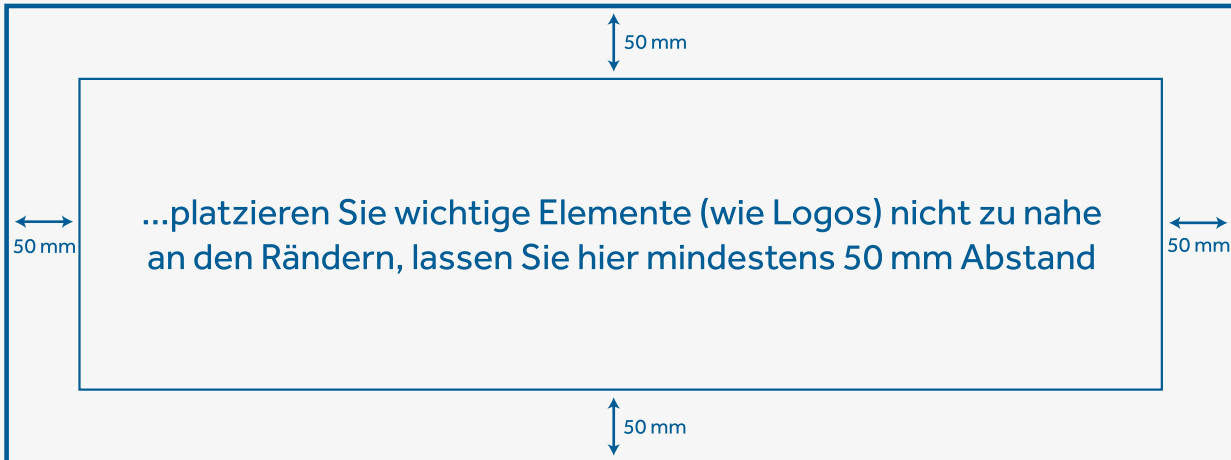 50 mm
...platzieren Sie wichtige Elemente (wie Logos) nicht zu nahe
an den Rändern, lassen Sie hier mindestens 50 mm Abstand
50 mm
50 mm
50 mm